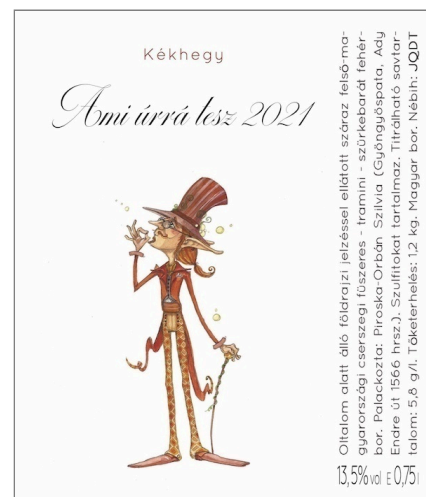 Kékhegy
Ami úrrá lesz 2021
Oltalom alatt álló földrajzi jelzéssel ellátott száraz felső-ma-
gyarországi cserszegi fűszeres - tramini - szürkebarát fehér-
bor. Palackozta: Piroska-Orbán Szilvia (Gyöngyöspata, Ady
Endre út 1566 hrsz.). Szulfitokat tartalmaz. Titrálható savtar-
talom: 5,8 g/l. Tőketerhelés: 1,2 kg. Magyar bor. Nébih: JQDT
13,5%vol E 0,75 l